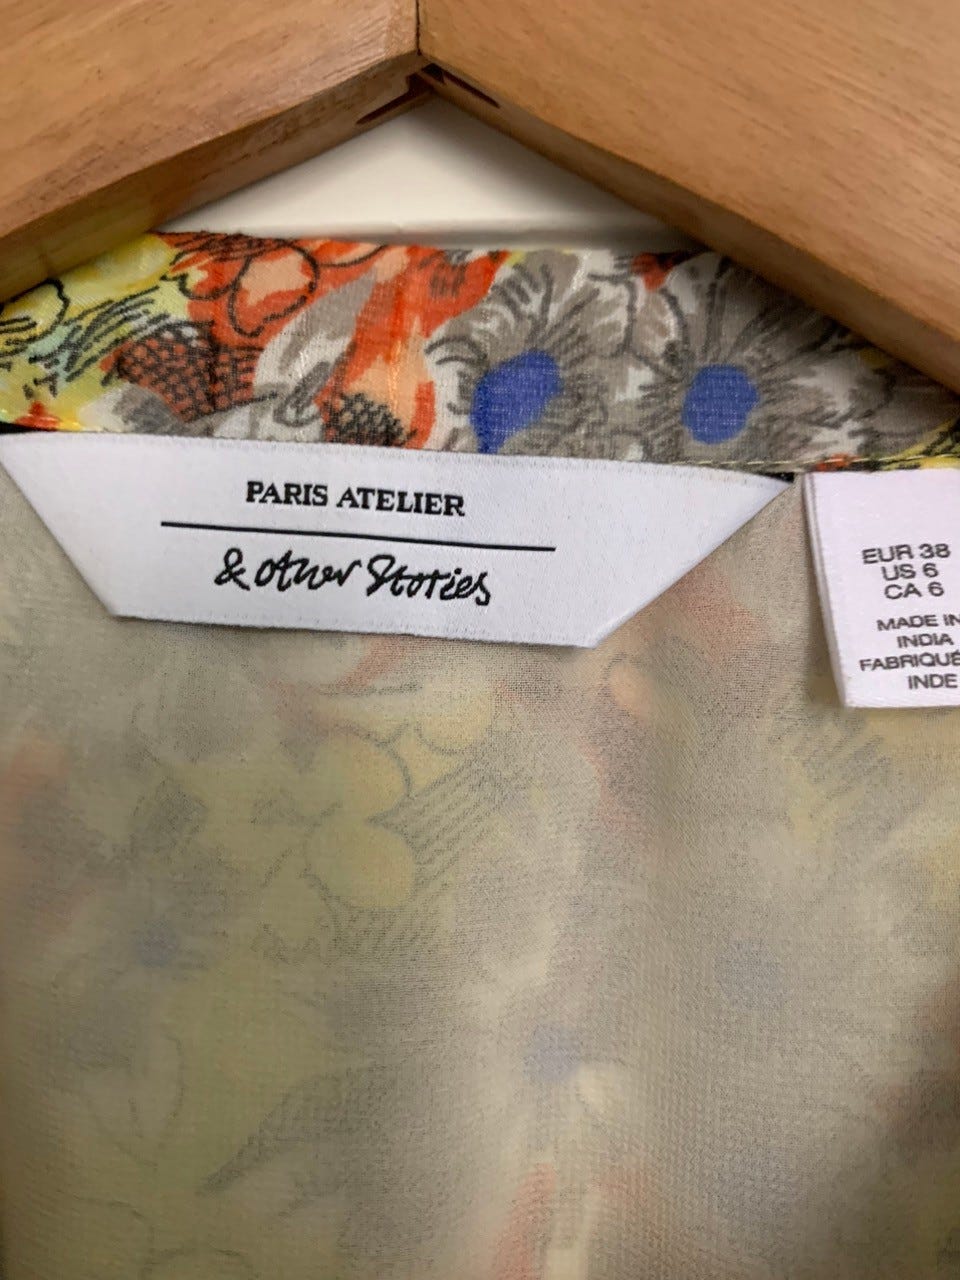 PARIS ATELIER
& Other Stories
EUR 38
US 6
CA 6
MADE IN
INDIA
FABRIQUÉ
INDE